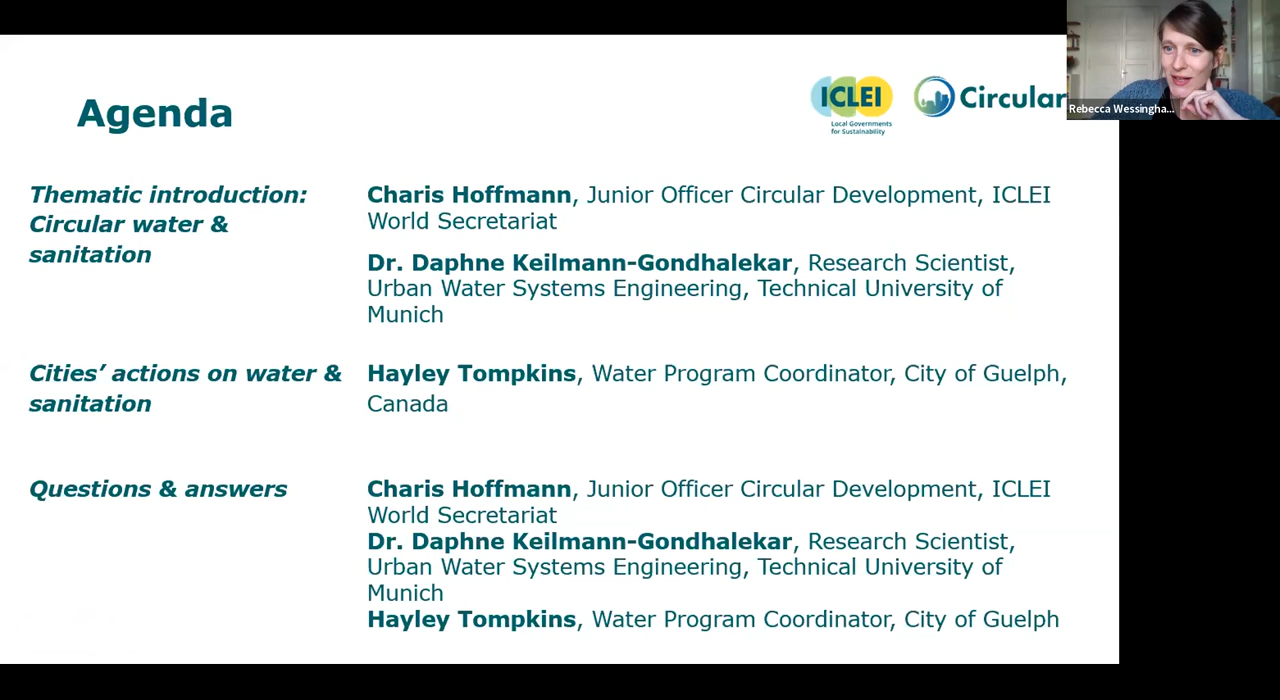 Agenda
ICLEI
Local Governments
for Sustainability
Circular
Rebecca Wessingha...
Thematic introduction:
Circular water &
sanitation
Charis Hoffmann, Junior Officer Circular Development, ICLEI
World Secretariat
Dr. Daphne Keilmann-Gondhalekar, Research Scientist,
Urban Water Systems Engineering, Technical University of
Munich
Cities’ actions on water &
sanitation
Hayley Tompkins, Water Program Coordinator, City of Guelph,
Canada
Questions & answers
Charis Hoffmann, Junior Officer Circular Development, ICLEI
World Secretariat
Dr. Daphne Keilmann-Gondhalekar, Research Scientist,
Urban Water Systems Engineering, Technical University of
Munich
Hayley Tompkins, Water Program Coordinator, City of Guelph